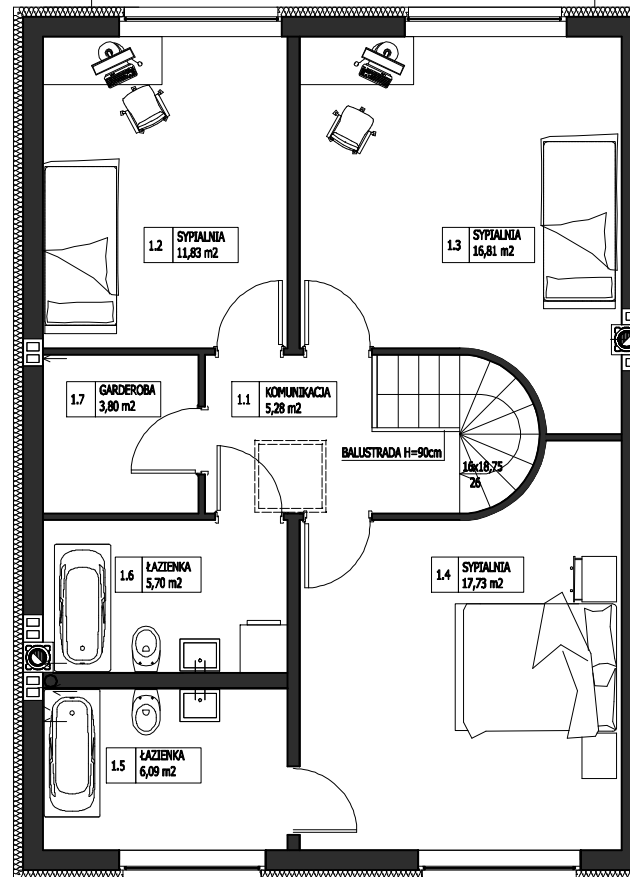 1.2 SYPIALNIA
11,83 m2
1.3 SYPIALNIA
16,81 m2
1.7 GARDEROBA
3,80 m2
1.1 KOMUNIKACJA
5,28 m2
BALUSTRADA H=90cm
16x18,75
26
1.6 ŁAZIENKA
5,70 m2
1.4 SYPIALNIA
17,73 m2
1.5 ŁAZIENKA
6,09 m2